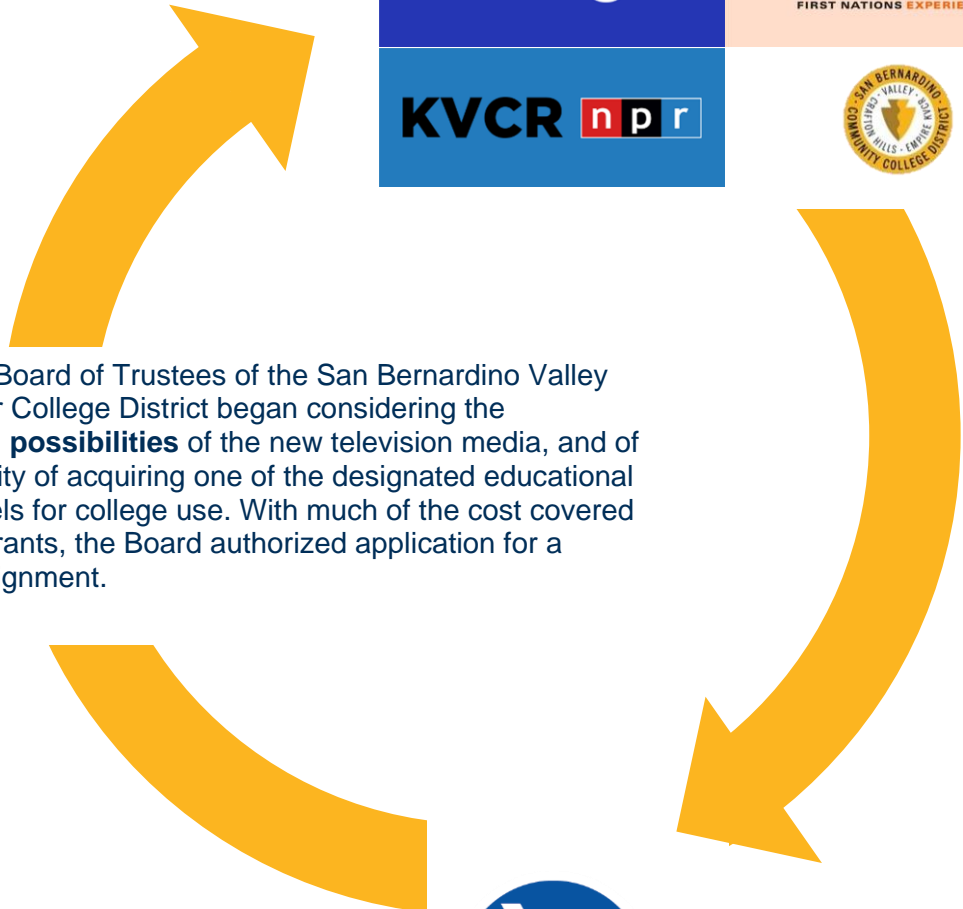 FIRST NATIONS EXPERIE
KVCR npr
SAN BERNARDINO
COMMUNITY COLLEGE DISTRICT
VALLEY
CRAFTON HILLS - EMPIRE KVCR
Board of Trustees of the San Bernardino Valley
r College District began considering the
possibilities of the new television media, and of
ity of acquiring one of the designated educational
els for college use. With much of the cost covered
rants, the Board authorized application for a
gnment.